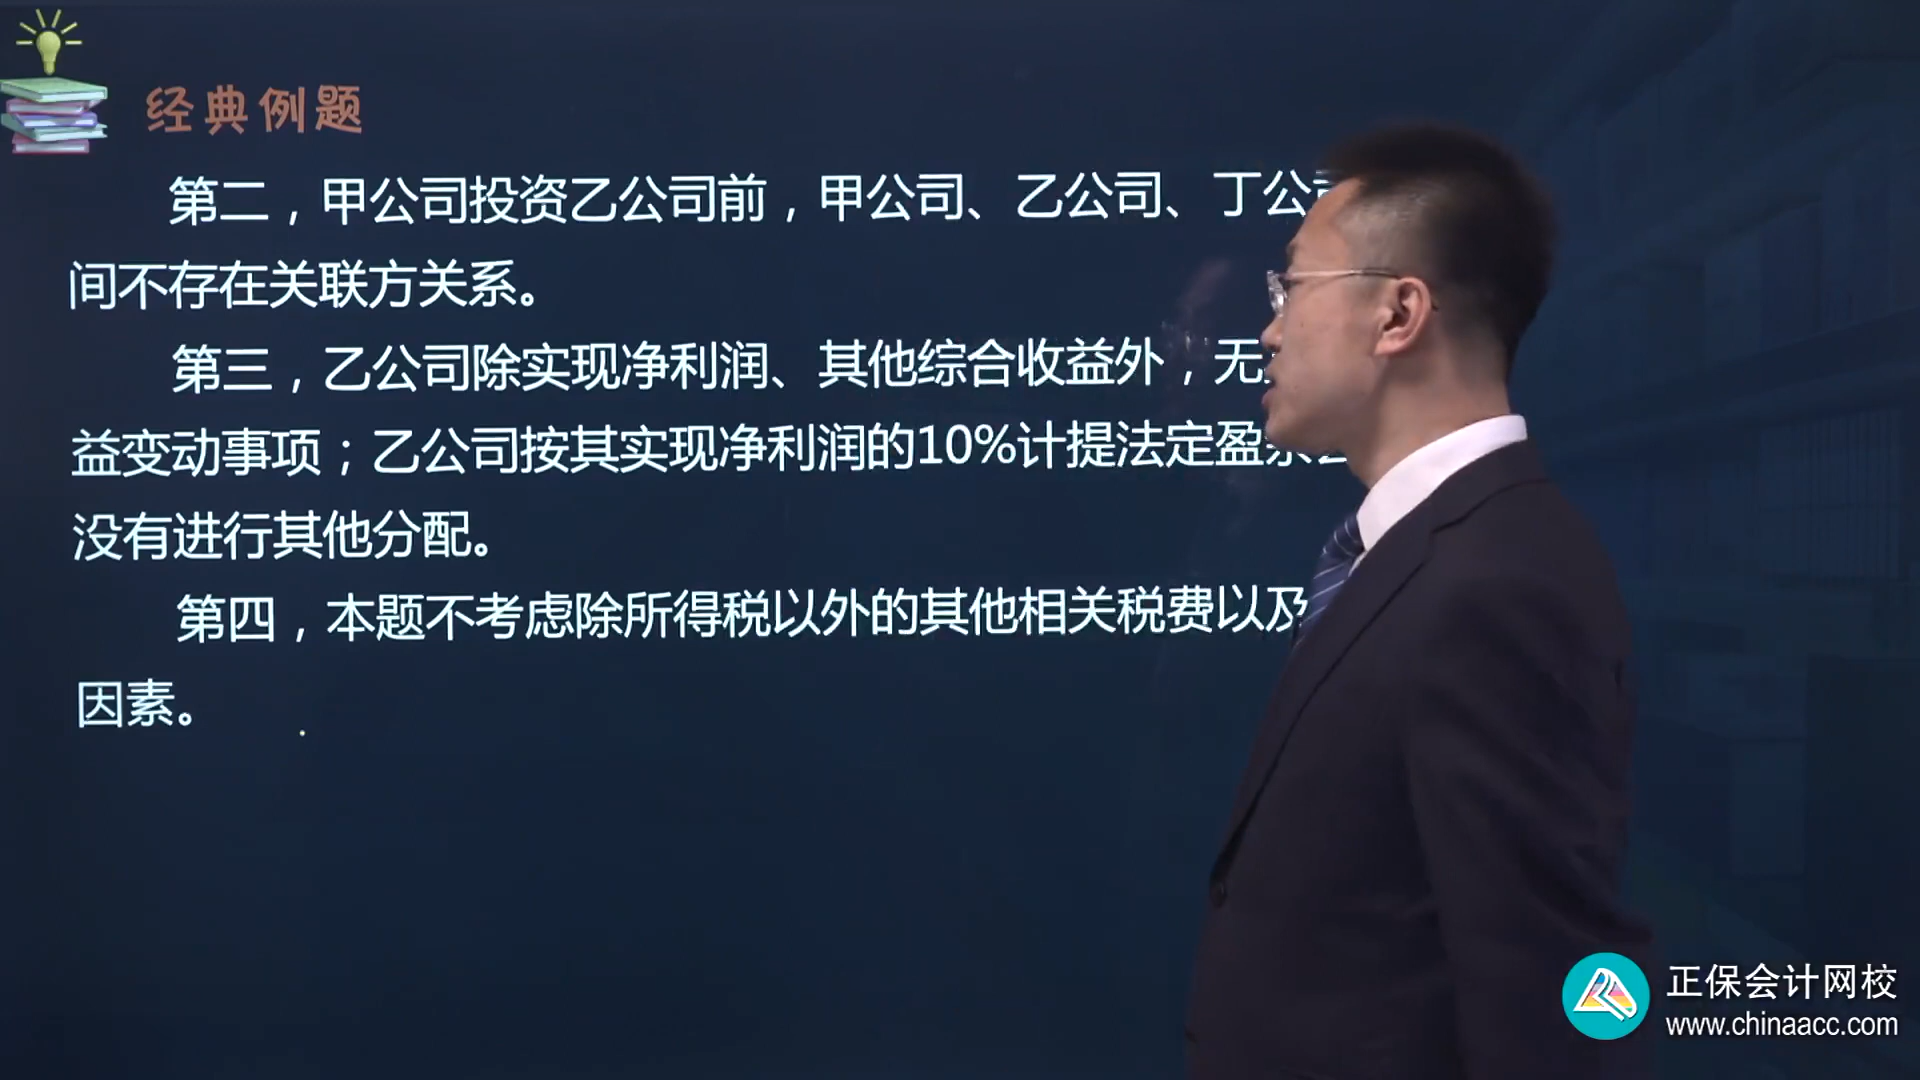 经典例题
第二，甲公司投资乙公司前，甲公司、乙公司、丁公
间不存在关联方关系。
第三，乙公司除实现净利润、其他综合收益外，无
益变动事项；乙公司按其实现净利润的10%计提法定盈
没有进行其他分配。
第四，本题不考虑除所得税以外的其他相关税费以及
因素。
正保会计网校
www.chinaacc.com